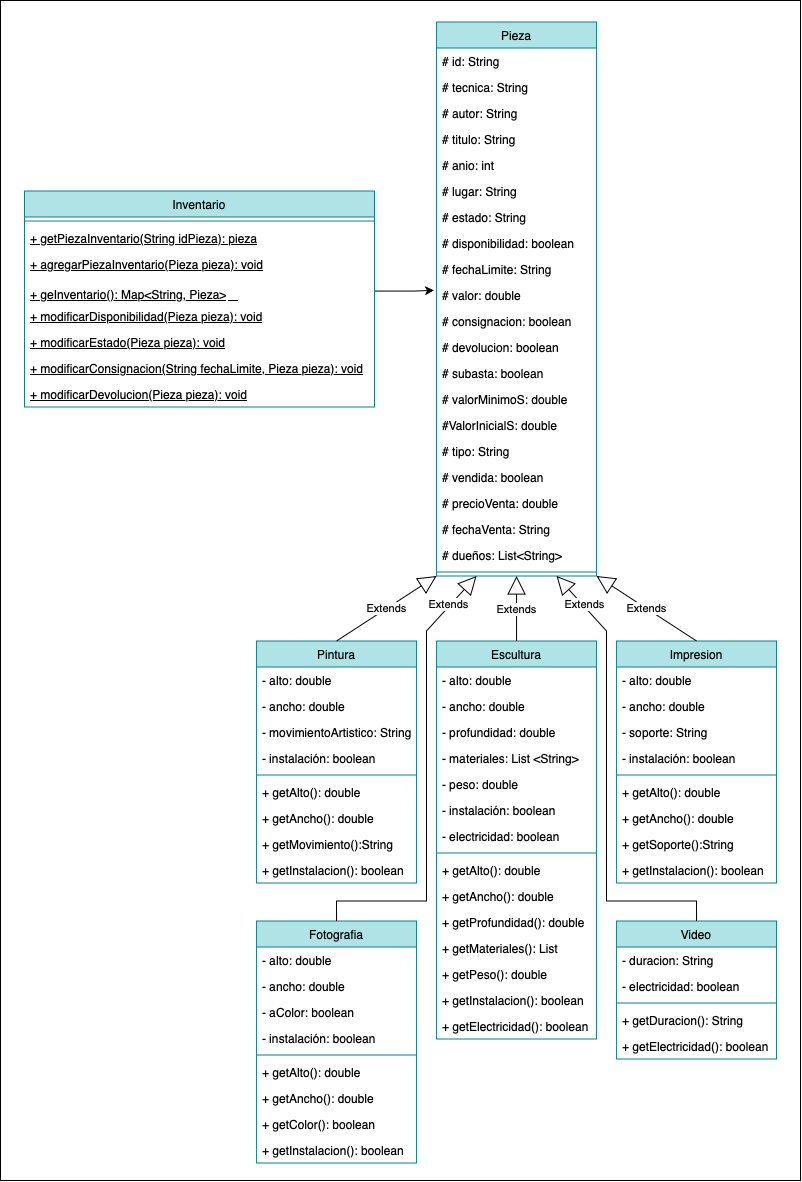 Pieza
# id: String
# tecnica: String
# autor: String
# titulo: String
# anio: int
# lugar: String
# estado: String
# disponibilidad: boolean
# fechaLimite: String
# valor: double
# consignacion: boolean
# devolucion: boolean
# subasta: boolean
# valorMinimoS: double
#ValorInicialS: double
# tipo: String
# vendida: boolean
# precioVenta: double
# fechaVenta: String
# dueños: List<String>
Inventario
+ getPiezaInventario(String idPieza): pieza
+ agregarPiezaInventario(Pieza pieza): void
+ geInventario(): Map<String, Pieza>
+ modificarDisponibilidad(Pieza pieza): void
+ modificarEstado(Pieza pieza): void
+ modificarConsignacion(String fechaLimite, Pieza pieza): void
+ modificarDevolucion(Pieza pieza): void
Extends
Extends
Extends
Extends
Extends
Pintura
- alto: double
- ancho: double
- movimientoArtistico: String
- instalación: boolean
+ getAlto(): double
+ getAncho(): double
+ getMovimiento():String
+ getInstalacion(): boolean
Escultura
- alto: double
- ancho: double
- profundidad: double
- materiales: List <String>
- peso: double
- instalación: boolean
- electricidad: boolean
+ getAlto(): double
+ getAncho(): double
+ getProfundidad(): double
+ getMateriales(): List
+ getPeso(): double
+ getInstalacion(): boolean
+ getElectricidad(): boolean
Impresion
- alto: double
- ancho: double
- soporte: String
- instalación: boolean
+ getAlto(): double
+ getAncho(): double
+ getSoporte():String
+ getInstalacion(): boolean
Fotografia
- alto: double
- ancho: double
- aColor: boolean
- instalación: boolean
+ getAlto(): double
+ getAncho(): double
+ getColor(): boolean
+ getInstalacion(): boolean
Video
- duracion: String
- electricidad: boolean
+ getDuracion(): String
+ getElectricidad(): boolean